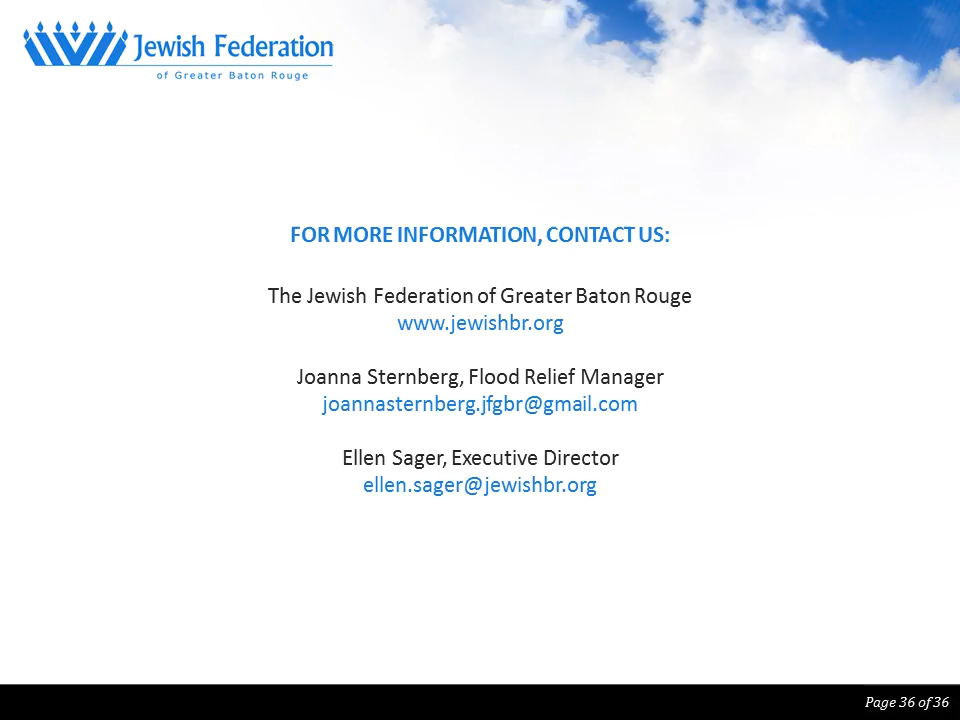 Jewish Federation
of Greater Baton Rouge
FOR MORE INFORMATION, CONTACT US:
The Jewish Federation of Greater Baton Rouge
www.jewishbr.org
Joanna Sternberg, Flood Relief Manager
joannasternberg.jfgbr@gmail.com
Ellen Sager, Executive Director
ellen.sager@jewishbr.org
Page 36 of 36